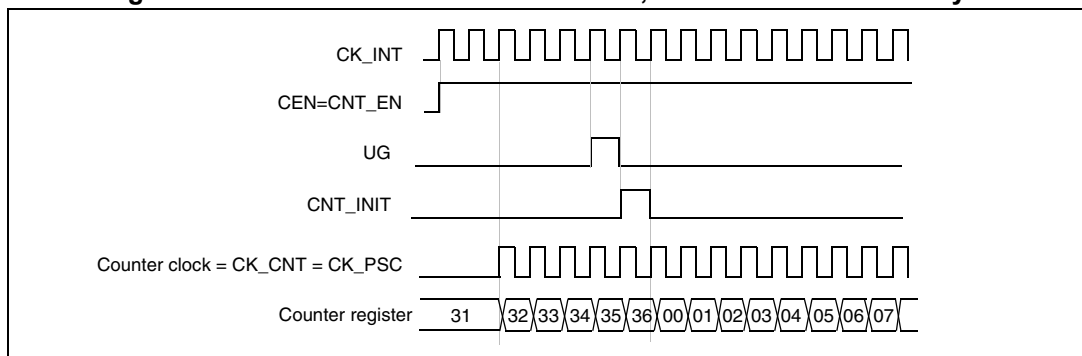 CK_INT
CEN=CNT_EN
UG
CNT_INIT
Counter clock = CK_CNT = CK_PSC
Counter register 31 32 33 34 35 36 00 01 02 03 04 05 06 07